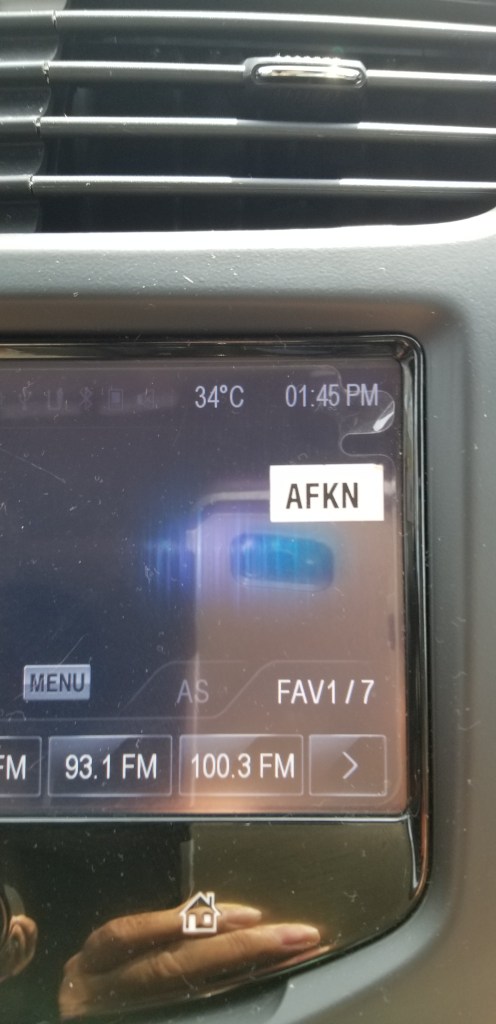 34°C 01:45 PM
AFKN
MENU AS FAV1/7
FM 93.1 FM 100.3 FM >